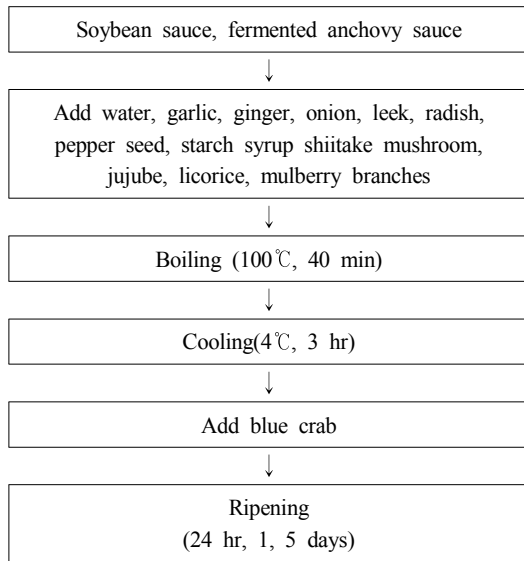 Soybean sauce, fermented anchovy sauce
↓
Add water, garlic, ginger, onion, leek, radish,
pepper seed, starch syrup shiitake mushroom,
jujube, licorice, mulberry branches
↓
Boiling (100℃, 40 min)
↓
Cooling(4℃, 3 hr)
↓
Add blue crab
↓
Ripening
(24 hr, 1, 5 days)